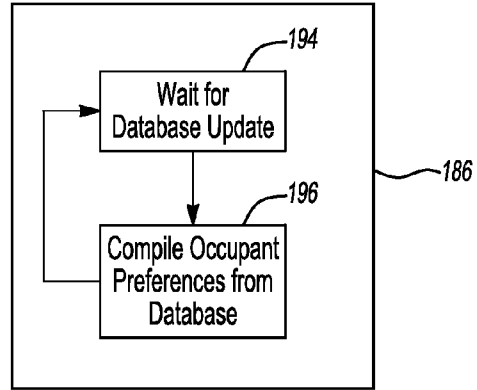 194
Wait for
Database Update
186
196
Compile Occupant
Preferences from
Database